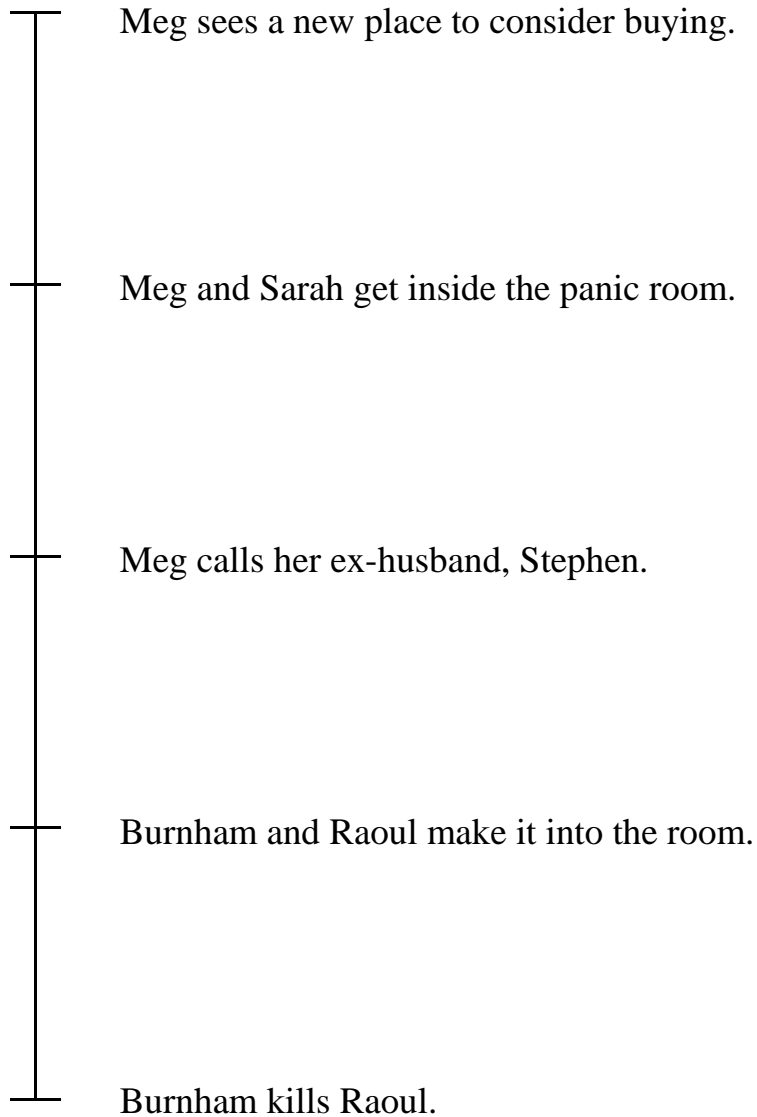 Meg sees a new place to consider buying.
Meg and Sarah get inside the panic room.
Meg calls her ex-husband, Stephen.
Burnham and Raoul make it into the room.
Burnham kills Raoul.